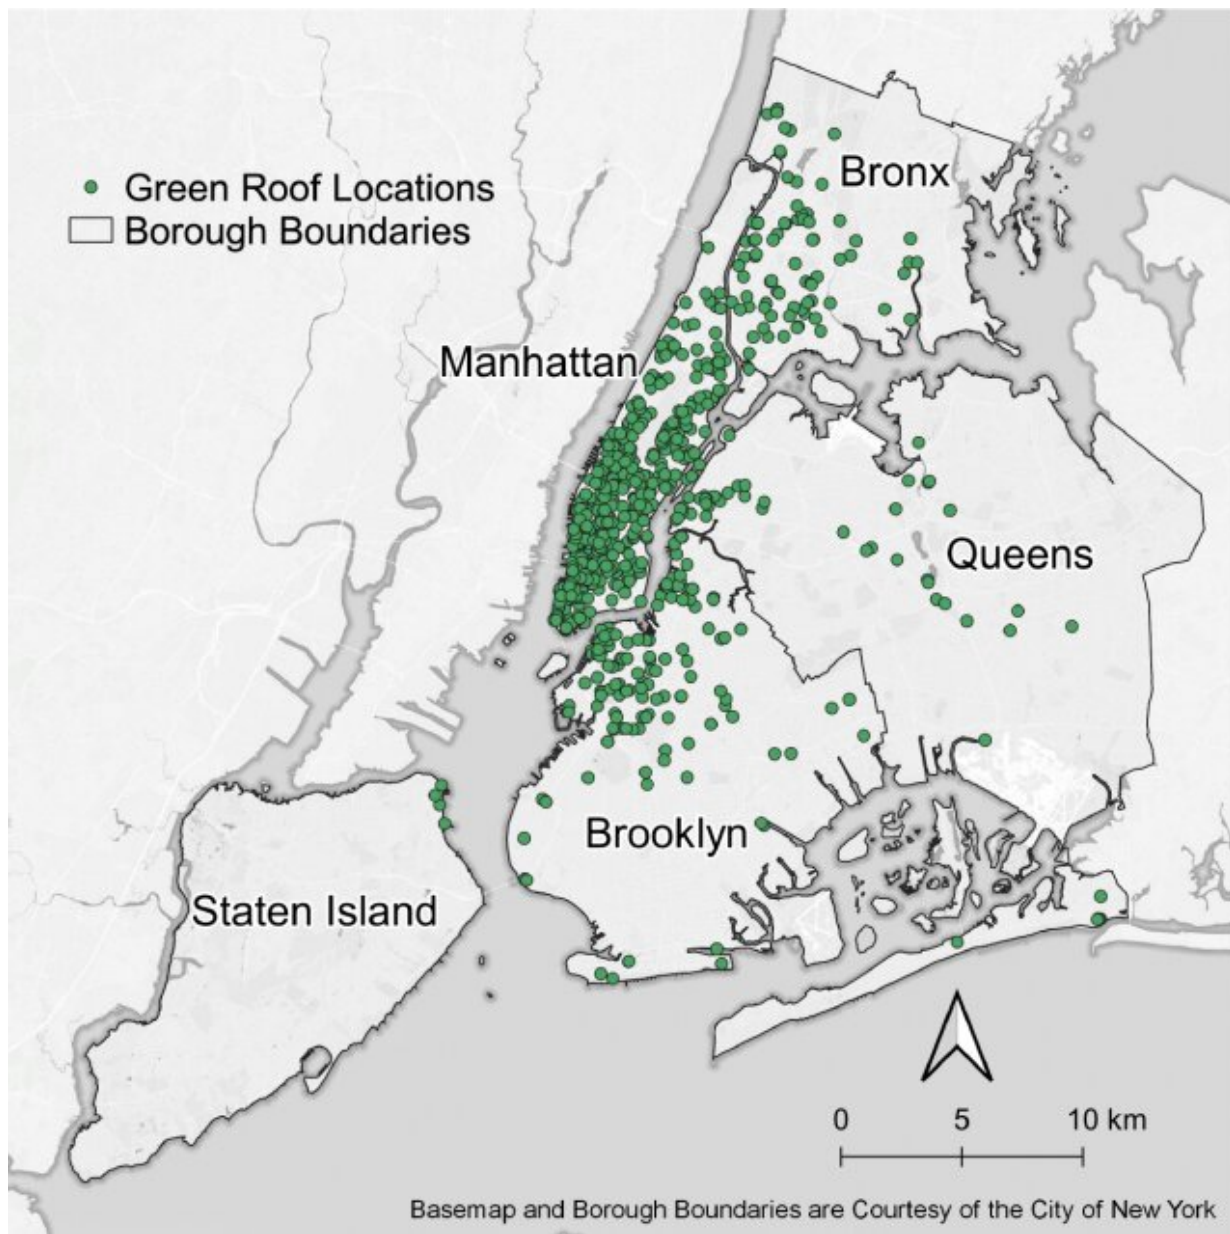 Bronx
Green Roof Locations
Borough Boundaries
Manhattan
Queens
Brooklyn
Staten Island
0 5 10 km
Basemap and Borough Boundaries are Courtesy of the City of New York